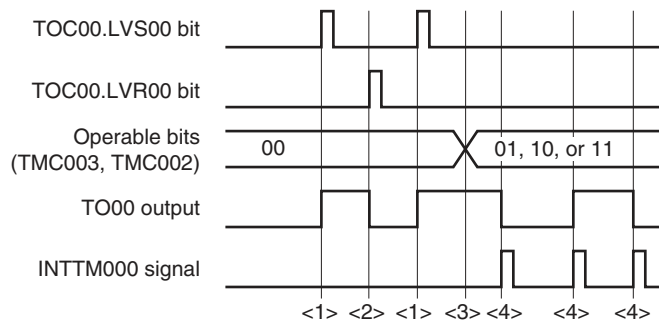 TOC00.LVS00 bit
TOC00.LVR00 bit
Operable bits
(TMC003, TMC002)
00
01, 10, or 11
TO00 output
INTTM000 signal
<1> <2> <1> <3> <4> <4> <4>